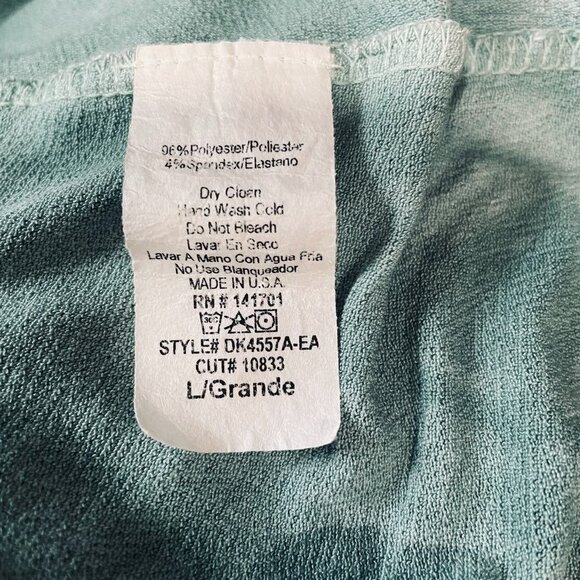 96%Polyester/Poliester
4%Spandex/Elastano
Dry Clean
Hand Wash Cold
Do Not Bleach
Lavar En Seco
Lavar A Mano Con Agua Fria
No Use Blanqueador
MADE IN U.S.A.
RN # 141701
STYLE# DK4557A-EA
CUT# 10833
L/Grande